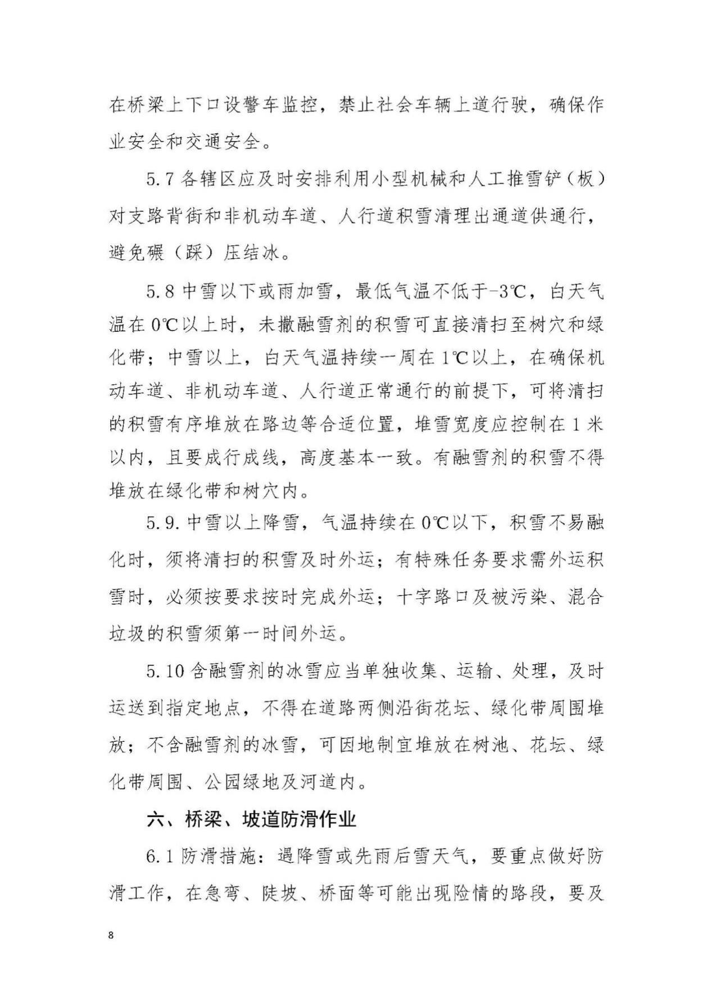 在桥梁上下口设警车监控，禁止社会车辆上道行驶，确保作
业安全和交通安全。
5.7 各辖区应及时安排利用小型机械和人工推雪铲（板）
对支路背街和非机动车道、人行道积雪清理出通道供通行，
避免碾（踩）压结冰。
5.8 中雪以下或雨加雪，最低气温不低于-3℃，白天气
温在 0℃以上时，未撒融雪剂的积雪可直接清扫至树穴和绿
化带；中雪以上，白天气温持续一周在 1℃以上，在确保机
动车道、非机动车道、人行道正常通行的前提下，可将清扫
的积雪有序堆放在路边等合适位置，堆雪宽度应控制在 1 米
以内，且要成行成线，高度基本一致。有融雪剂的积雪不得
堆放在绿化带和树穴内。
5.9.中雪以上降雪，气温持续在 0℃以下，积雪不易融
化时，须将清扫的积雪及时外运；有特殊任务要求需外运积
雪时，必须按要求按时完成外运；十字路口及被污染、混合
垃圾的积雪须第一时间外运。
5.10 含融雪剂的冰雪应当单独收集、运输、处理，及时
运送到指定地点，不得在道路两侧沿街花坛、绿化带周围堆
放；不含融雪剂的冰雪，可因地制宜堆放在树池、花坛、绿
化带周围、公园绿地及河道内。
六、桥梁、坡道防滑作业
6.1 防滑措施：遇降雪或先雨后雪天气，要重点做好防
滑工作，在急弯、陡坡、桥面等可能出现险情的路段，要及
8